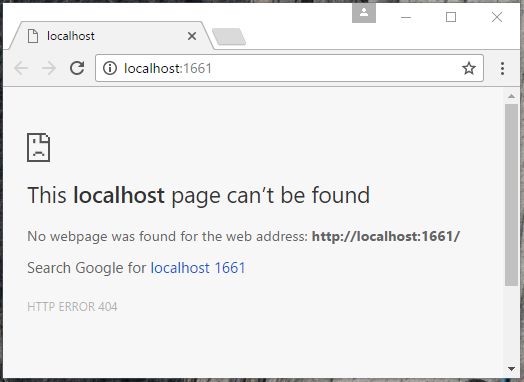 localhost
localhost:1661
This localhost page can't be found
No webpage was found for the web address: http://localhost:1661/
Search Google for localhost 1661
HTTP ERROR 404